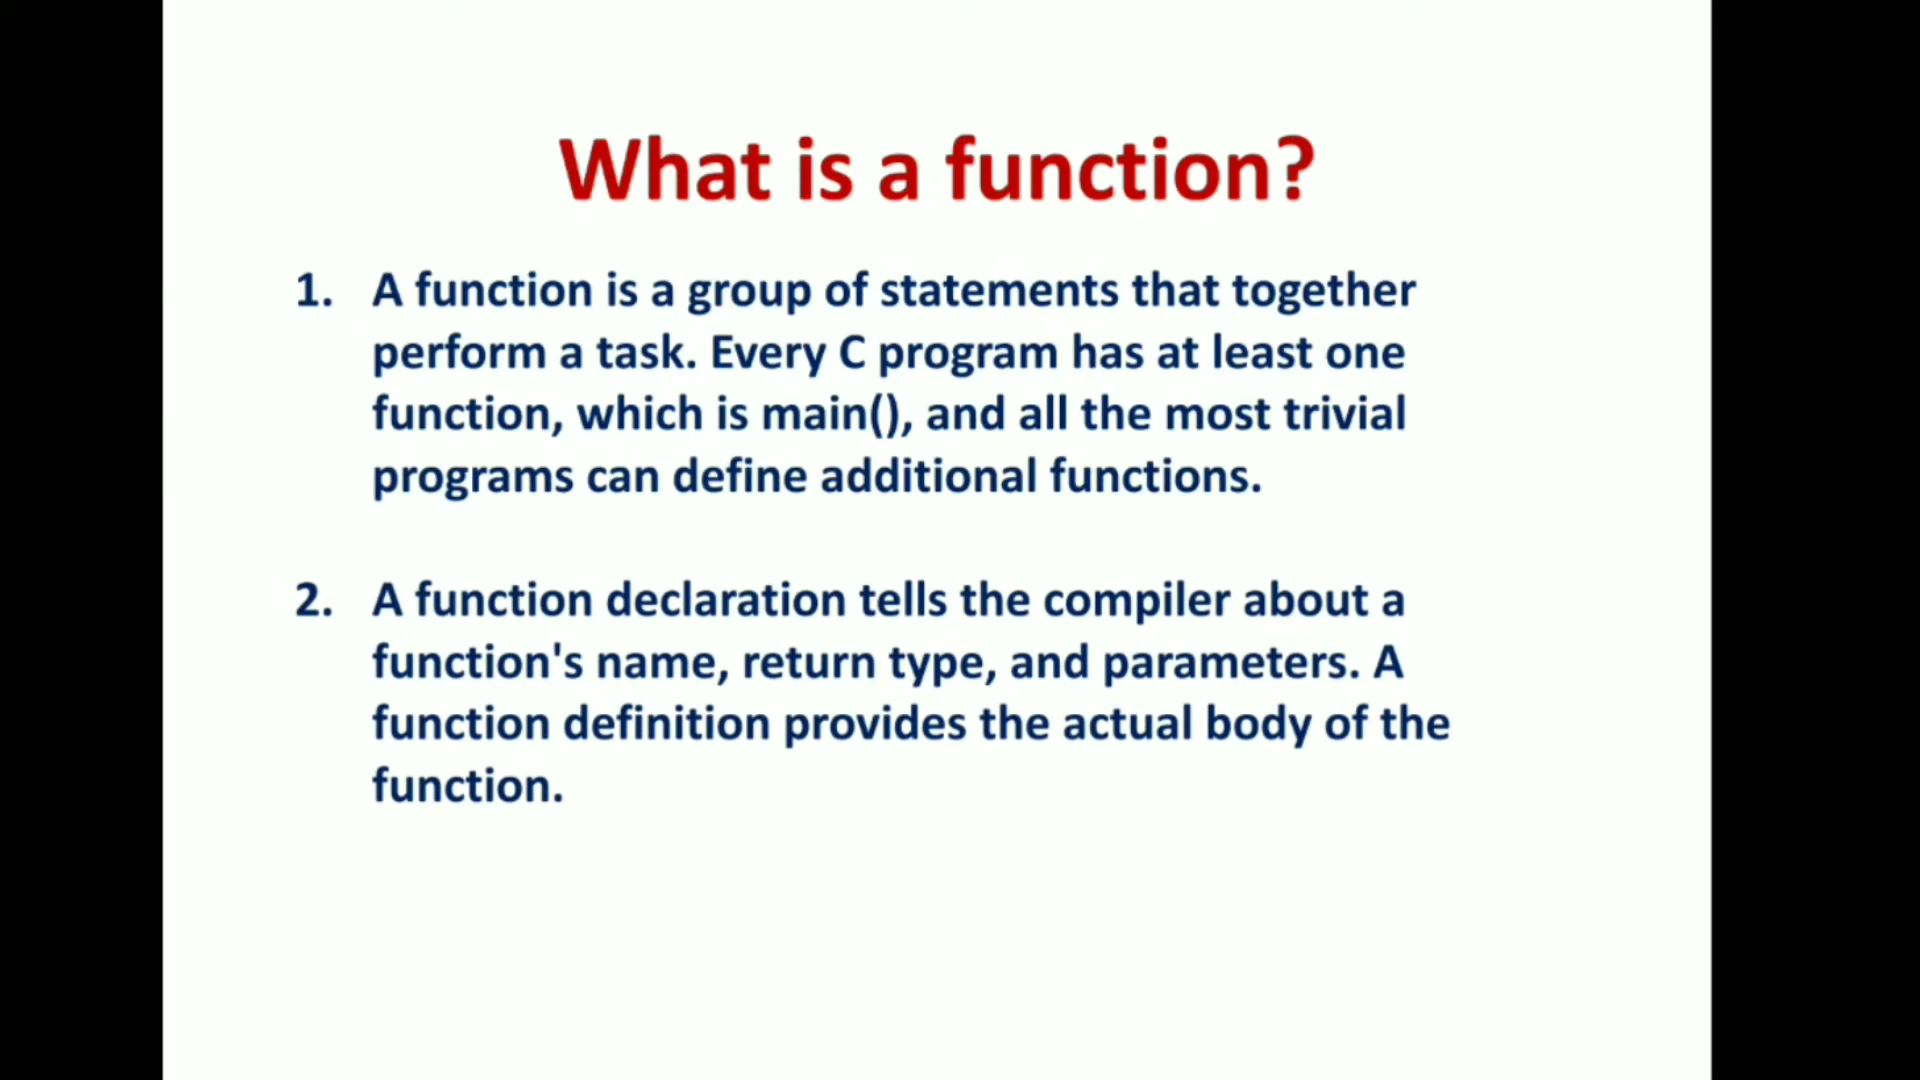 What is a function?
1. A function is a group of statements that together
perform a task. Every C program has at least one
function, which is main(), and all the most trivial
programs can define additional functions.
2. A function declaration tells the compiler about a
function's name, return type, and parameters. A
function definition provides the actual body of the
function.